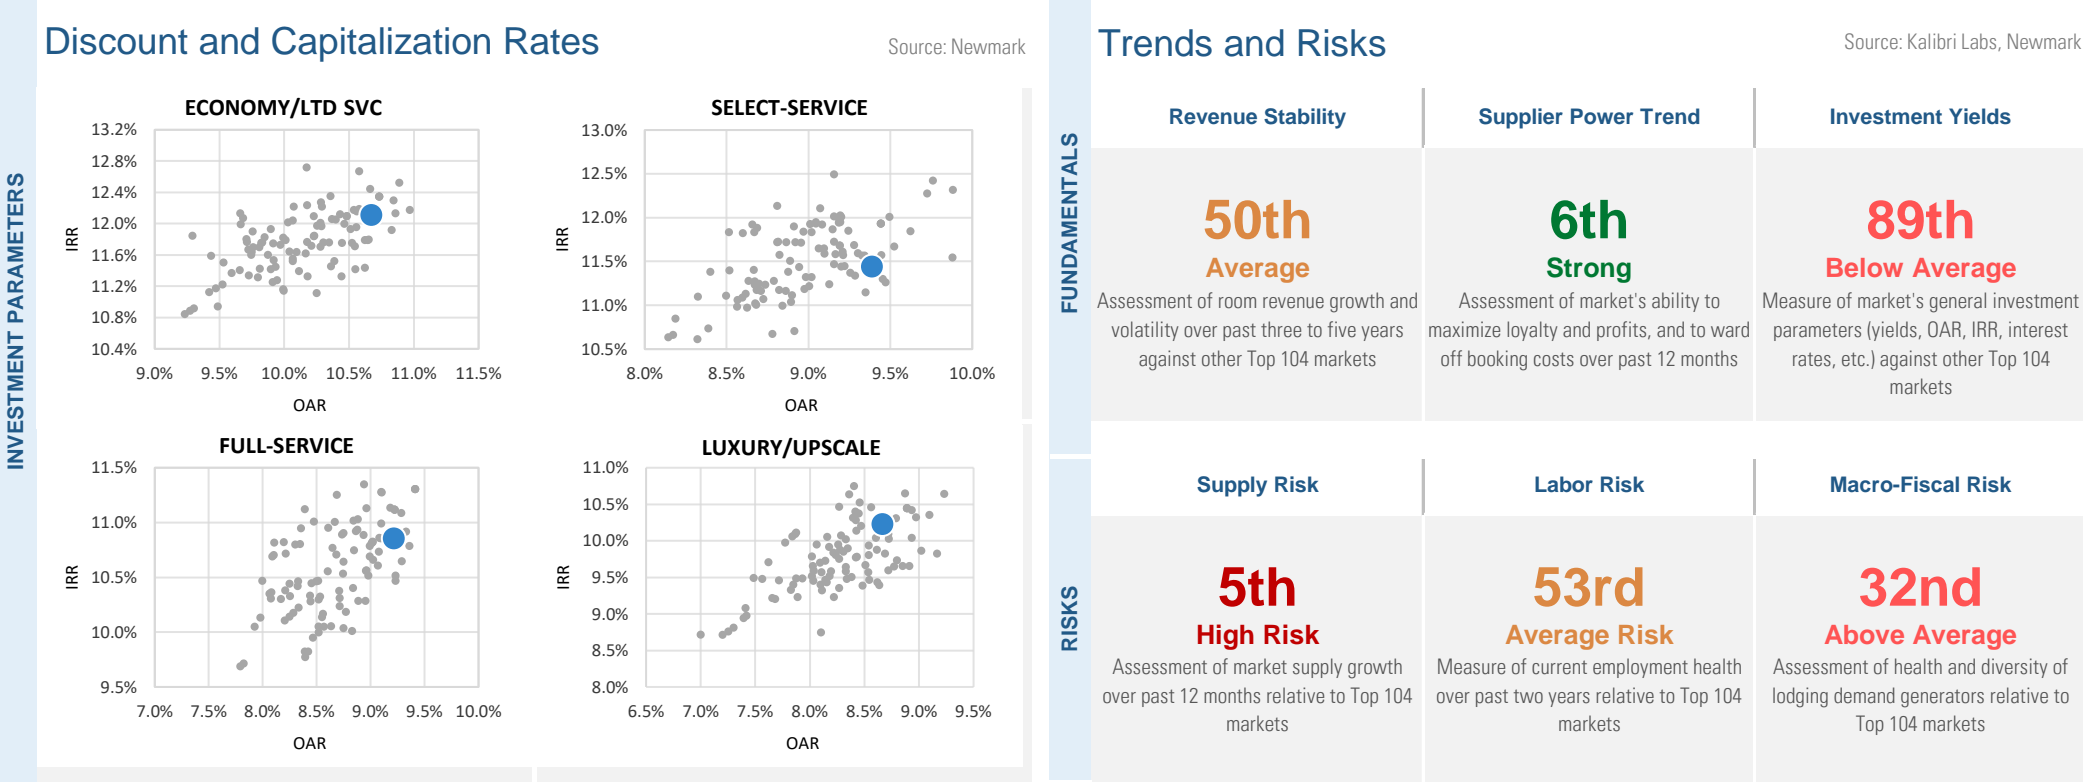 Discount and Capitalization Rates
Source: Newmark
INVESTMENT PARAMETERS
ECONOMY/LTD SVC
13.2%
12.8%
12.4%
12.0%
11.6%
11.2%
10.8%
10.4%
IRR
9.0% 9.5% 10.0% 10.5% 11.0% 11.5%
OAR
SELECT-SERVICE
13.0%
12.5%
12.0%
11.5%
11.0%
10.5%
IRR
8.0% 8.5% 9.0% 9.5% 10.0%
OAR
FULL-SERVICE
11.5%
11.0%
10.5%
10.0%
9.5%
IRR
7.0% 7.5% 8.0% 8.5% 9.0% 9.5% 10.0%
OAR
LUXURY/UPSCALE
11.0%
10.5%
10.0%
9.5%
9.0%
8.5%
8.0%
IRR
6.5% 7.0% 7.5% 8.0% 8.5% 9.0% 9.5%
OAR
Trends and Risks
Source: Kalibri Labs, Newmark
FUNDAMENTALS
Revenue Stability
50th
Average
Assessment of room revenue growth and
volatility over past three to five years
against other Top 104 markets
Supplier Power Trend
6th
Strong
Assessment of market's ability to
maximize loyalty and profits, and to ward
off booking costs over past 12 months
Investment Yields
89th
Below Average
Measure of market's general investment
parameters (yields, OAR, IRR, interest
rates, etc.) against other Top 104
markets
RISKS
Supply Risk
5th
High Risk
Assessment of market supply growth
over past 12 months relative to Top 104
markets
Labor Risk
53rd
Average Risk
Measure of current employment health
over past two years relative to Top 104
markets
Macro-Fiscal Risk
32nd
Above Average
Assessment of health and diversity of
lodging demand generators relative to
Top 104 markets